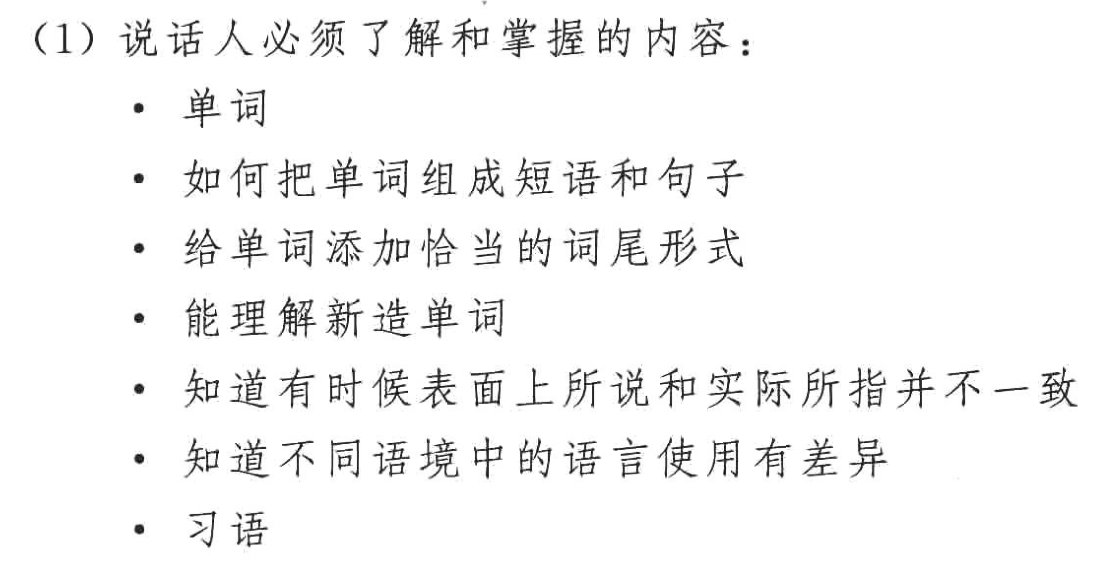 （1）说话人必须了解和掌握的内容：
• 单词
• 如何把单词组成短语和句子
• 给单词添加恰当的词尾形式
• 能理解新造单词
• 知道有时候表面上所说和实际所指并不一致
• 知道不同语境中的语言使用有差异
• 习语